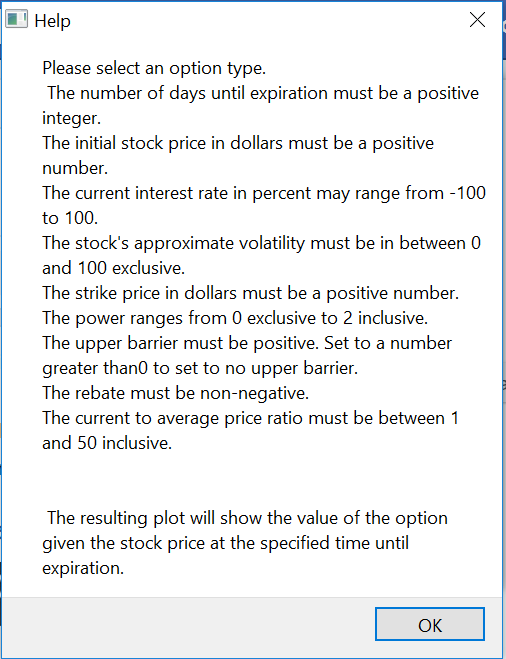 Help
Please select an option type.
The number of days until expiration must be a positive
integer.
The initial stock price in dollars must be a positive
number.
The current interest rate in percent may range from -100
to 100.
The stock's approximate volatility must be in between 0
and 100 exclusive.
The strike price in dollars must be a positive number.
The power ranges from 0 exclusive to 2 inclusive.
The upper barrier must be positive. Set to a number
greater than0 to set to no upper barrier.
The rebate must be non-negative.
The current to average price ratio must be between 1
and 50 inclusive.
The resulting plot will show the value of the option
given the stock price at the specified time until
expiration.
OK